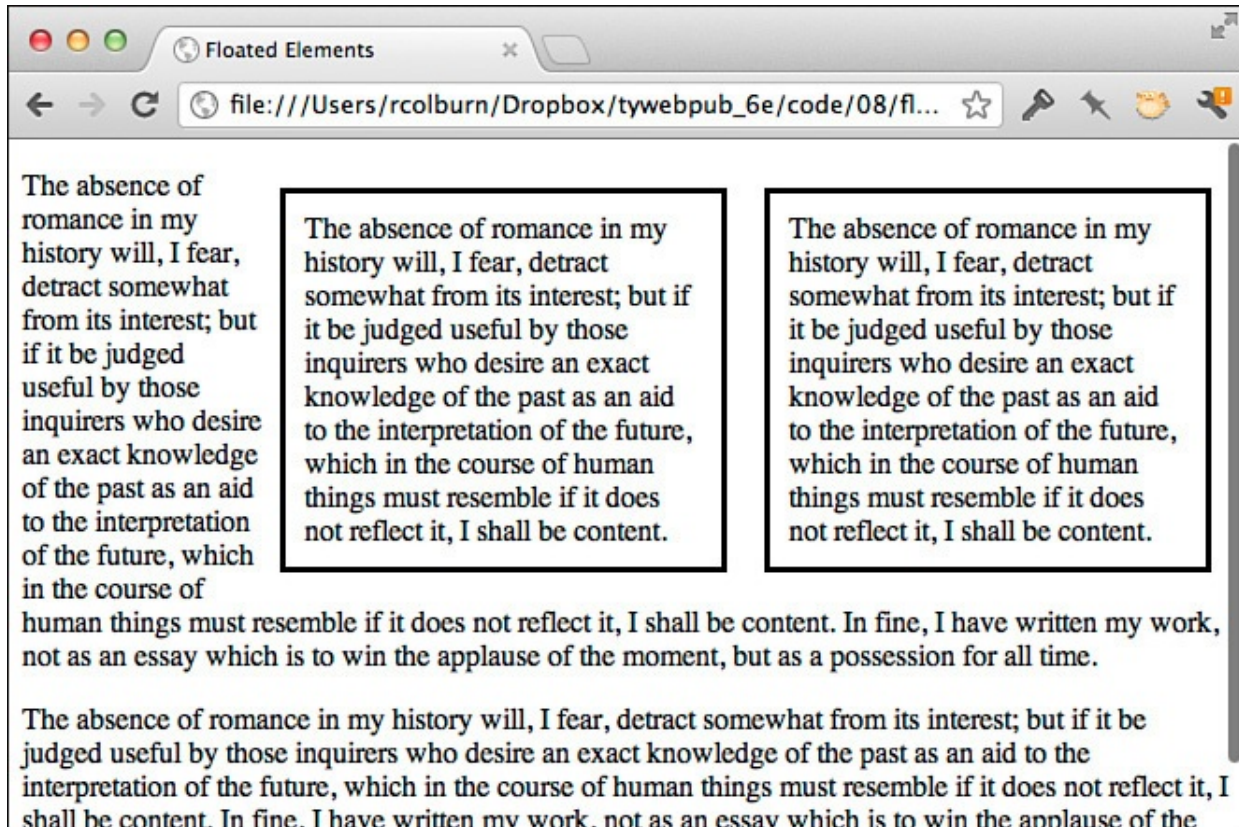 Floated Elements
file:///Users/rcolburn/Dropbox/tywebpub_6e/code/08/fl...
The absence of
romance in my
history will, I fear,
detract somewhat
from its interest; but
if it be judged
useful by those
inquirers who desire
an exact knowledge
of the past as an aid
to the interpretation
of the future, which
in the course of
The absence of romance in my
history will, I fear, detract
somewhat from its interest; but if
it be judged useful by those
inquirers who desire an exact
knowledge of the past as an aid
to the interpretation of the future,
which in the course of human
things must resemble if it does
not reflect it, I shall be content.
The absence of romance in my
history will, I fear, detract
somewhat from its interest; but if
it be judged useful by those
inquirers who desire an exact
knowledge of the past as an aid
to the interpretation of the future,
which in the course of human
things must resemble if it does
not reflect it, I shall be content.
human things must resemble if it does not reflect it, I shall be content. In fine, I have written my work,
not as an essay which is to win the applause of the moment, but as a possession for all time.
The absence of romance in my history will, I fear, detract somewhat from its interest; but if it be
judged useful by those inquirers who desire an exact knowledge of the past as an aid to the
interpretation of the future, which in the course of human things must resemble if it does not reflect it, I
shall be content. In fine, I have written my work, not as an essay which is to win the applause of the